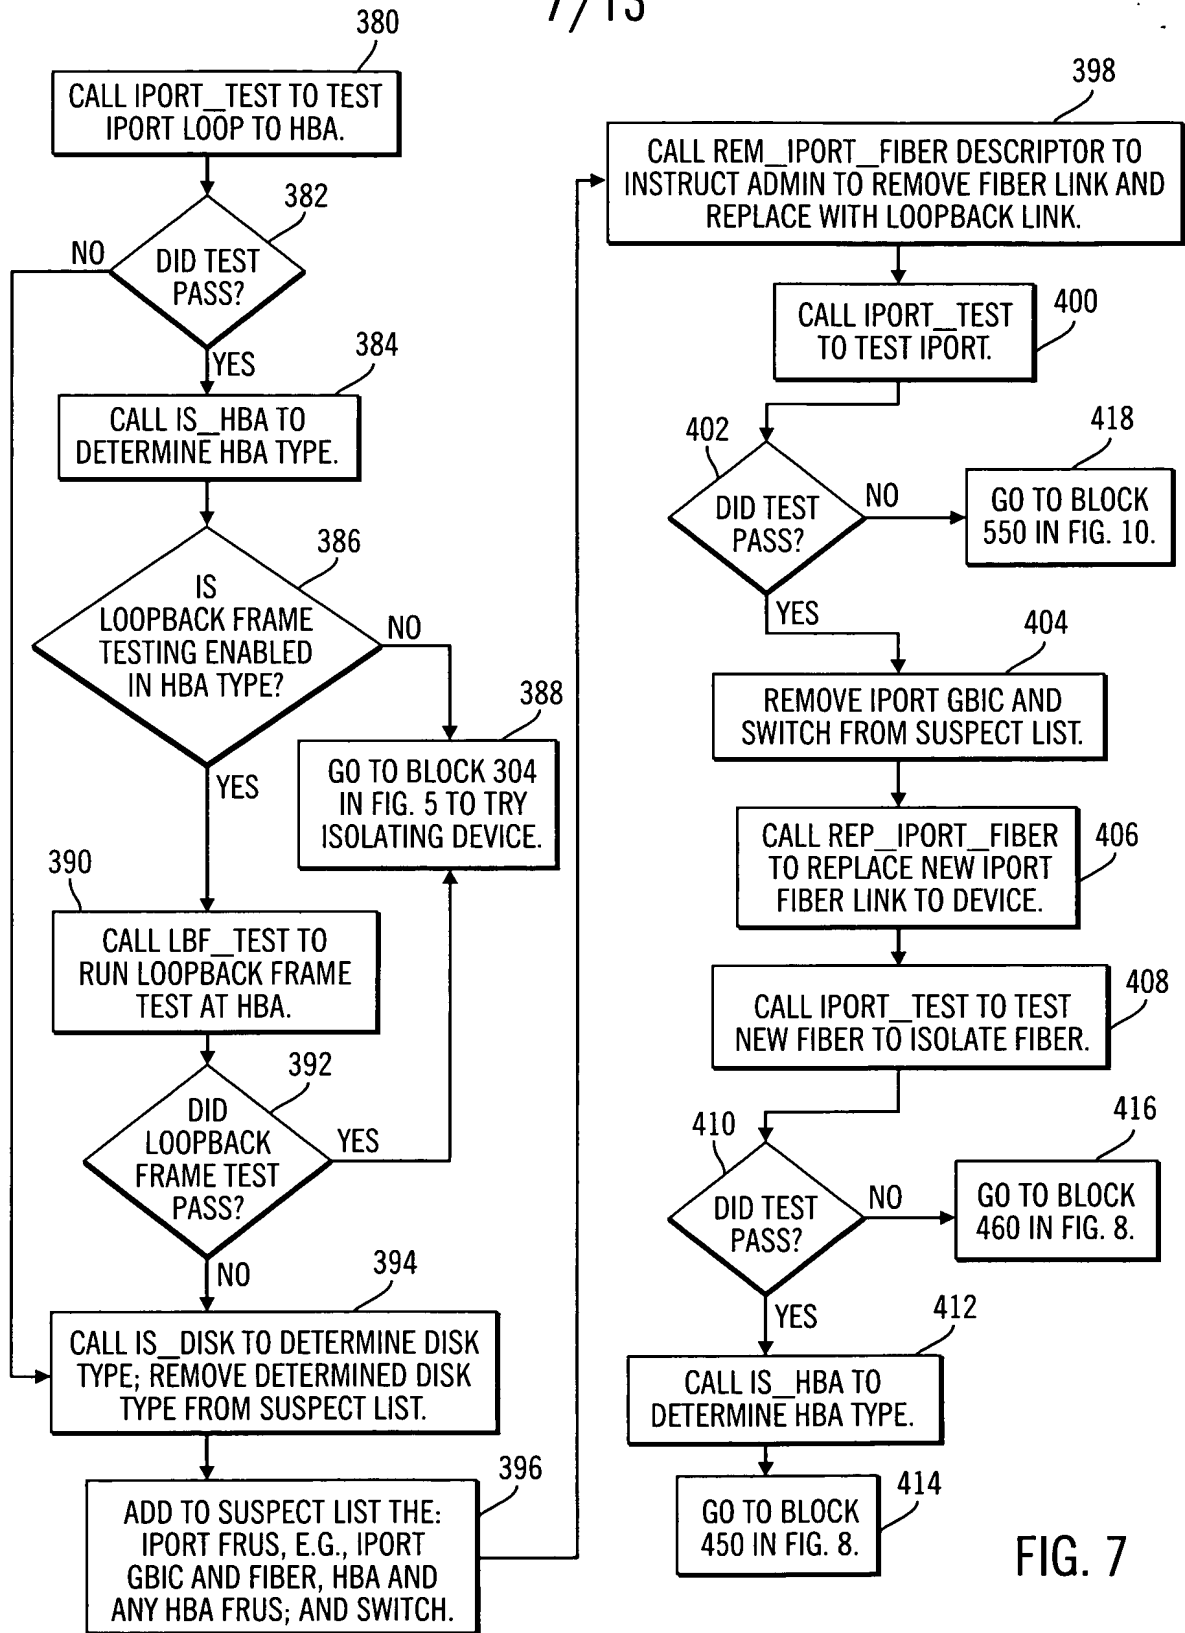 7/13
380
CALL IPORT_TEST TO TEST
IPORT LOOP TO HBA.
382
NO
DID TEST
PASS?
YES
384
CALL IS_HBA TO
DETERMINE HBA TYPE.
386
IS
LOOPBACK FRAME
TESTING ENABLED
IN HBA TYPE?
NO
388
YES
GO TO BLOCK 304
IN FIG. 5 TO TRY
ISOLATING DEVICE.
390
CALL LBF_TEST TO
RUN LOOPBACK FRAME
TEST AT HBA.
392
DID
LOOPBACK
FRAME TEST
PASS?
YES
NO
394
CALL IS_DISK TO DETERMINE DISK
TYPE; REMOVE DETERMINED DISK
TYPE FROM SUSPECT LIST.
396
ADD TO SUSPECT LIST THE:
IPORT FRUS, E.G., IPORT
GBIC AND FIBER, HBA AND
ANY HBA FRUS; AND SWITCH.
398
CALL REM_IPORT_FIBER DESCRIPTOR TO
INSTRUCT ADMIN TO REMOVE FIBER LINK AND
REPLACE WITH LOOPBACK LINK.
400
CALL IPORT_TEST
TO TEST IPORT.
402
DID TEST
PASS?
NO
418
GO TO BLOCK
550 IN FIG. 10.
YES
404
REMOVE IPORT GBIC AND
SWITCH FROM SUSPECT LIST.
CALL REP_IPORT_FIBER
TO REPLACE NEW IPORT
FIBER LINK TO DEVICE.
406
CALL IPORT_TEST TO TEST
NEW FIBER TO ISOLATE FIBER.
408
410
DID TEST
PASS?
NO
416
GO TO BLOCK
460 IN FIG. 8.
YES
412
CALL IS_HBA TO
DETERMINE HBA TYPE.
414
GO TO BLOCK
450 IN FIG. 8.
FIG. 7